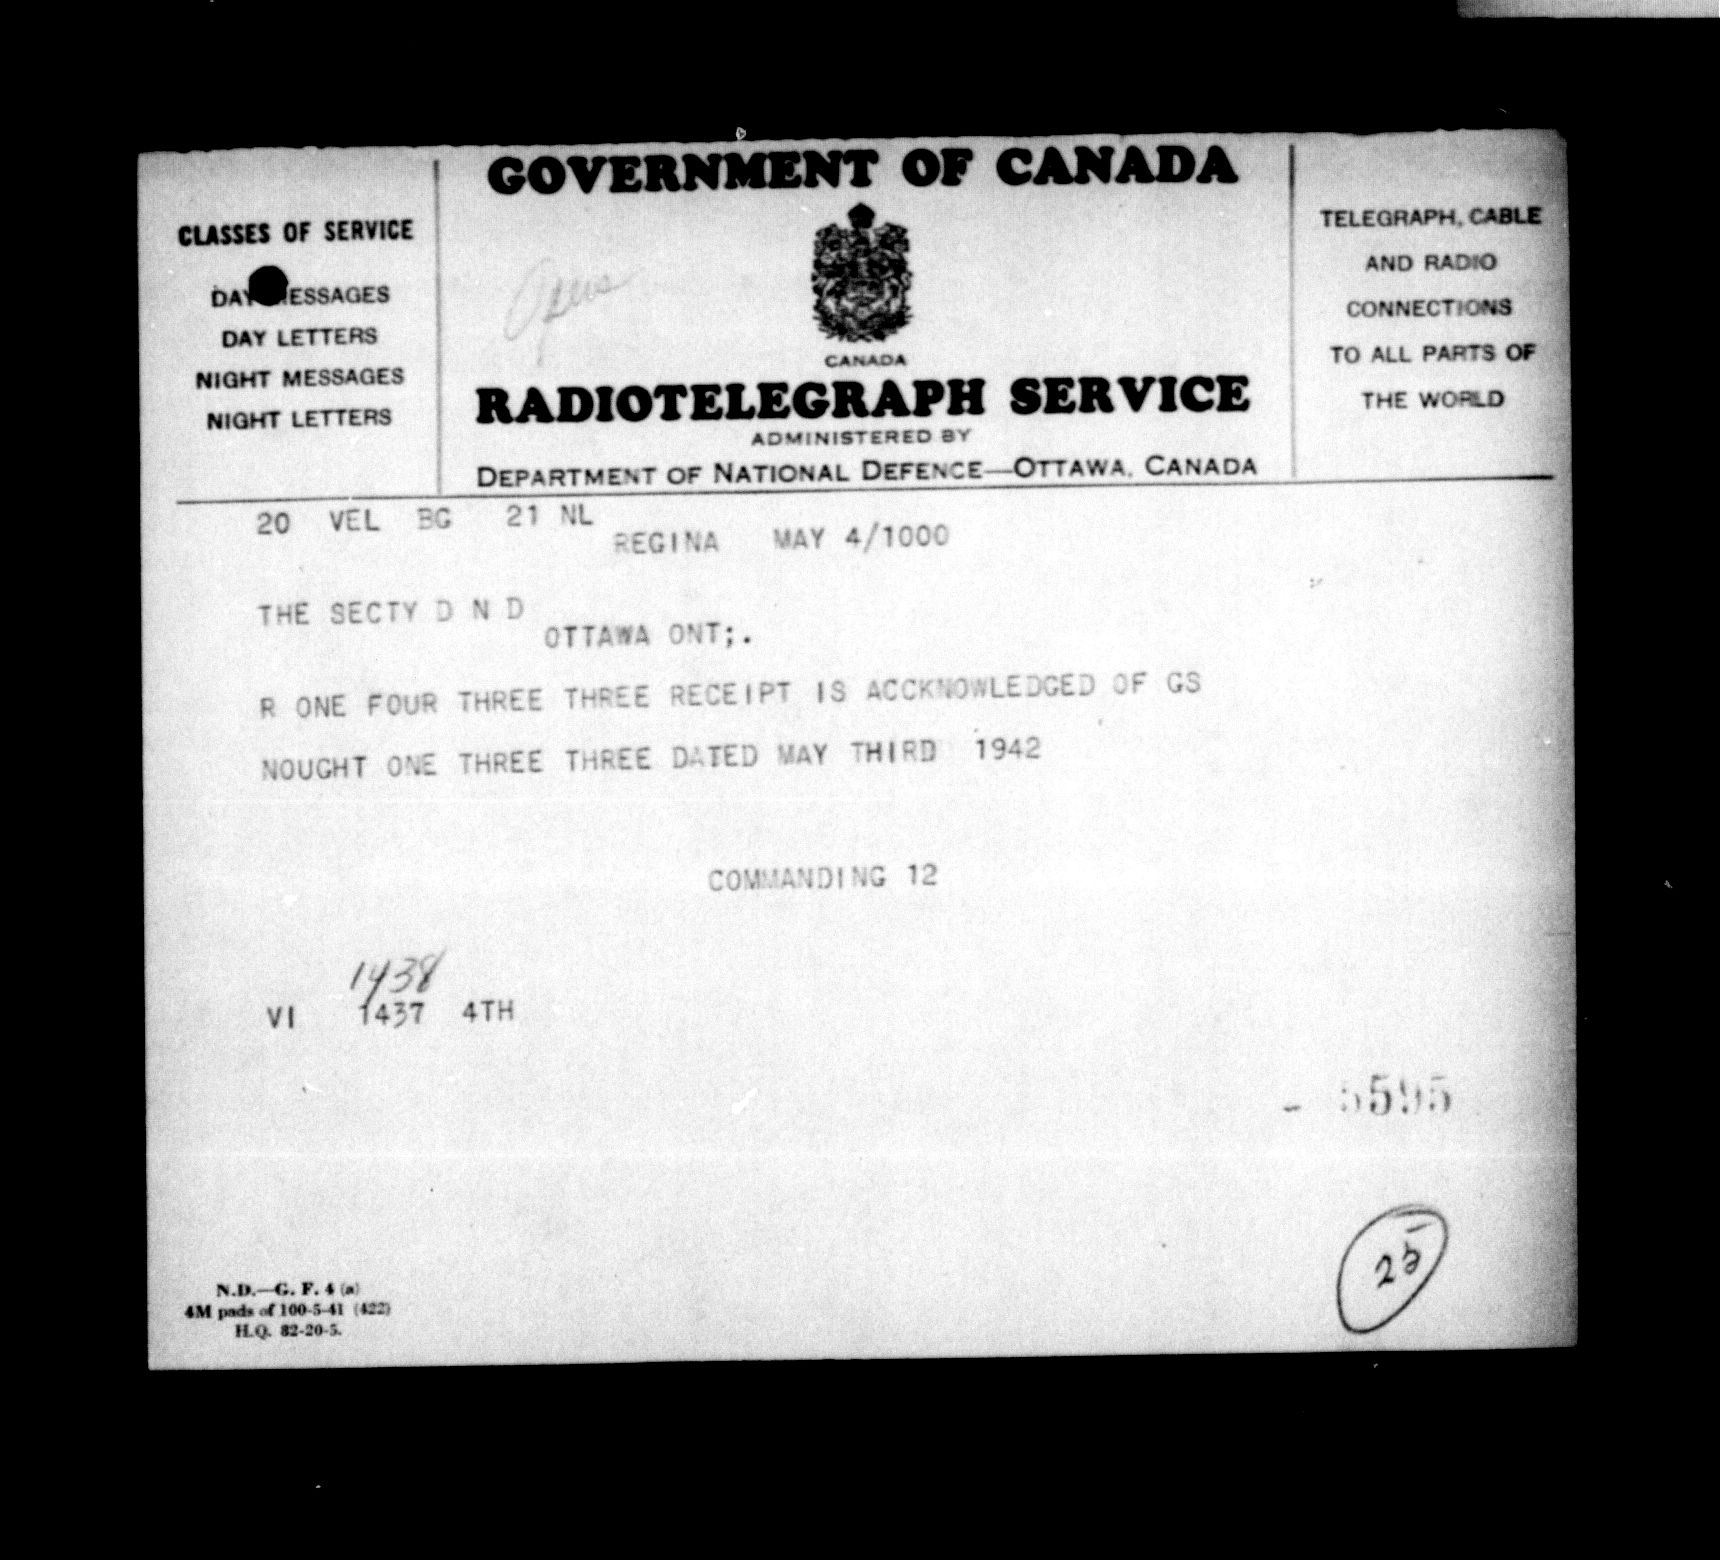 GOVERNMENT OF CANADA
CLASSES OF SERVICE
DAY MESSAGES
DAY LETTERS
NIGHT MESSAGES
NIGHT LETTERS
CANADA
RADIOTELEGRAPH SERVICE
ADMINISTERED BY
DEPARTMENT OF NATIONAL DEFENCE—OTTAWA, CANADA
TELEGRAPH, CABLE
AND RADIO
CONNECTIONS
TO ALL PARTS OF
THE WORLD
20 VEL BG 21 NL
REGINA MAY 4/1000
THE SECTY D N D
OTTAWA ONT;.
R ONE FOUR THREE THREE RECEIPT IS ACCKNOWLEDGED OF GS
NOUGHT ONE THREE THREE DATED MAY THIRD 1942
COMMANDING 12
1438
VI 1437 4TH
- 5595
25
N.D.—G. F. 4 (a)
4M pads of 100-5-41 (422)
H.Q. 82-20-5.